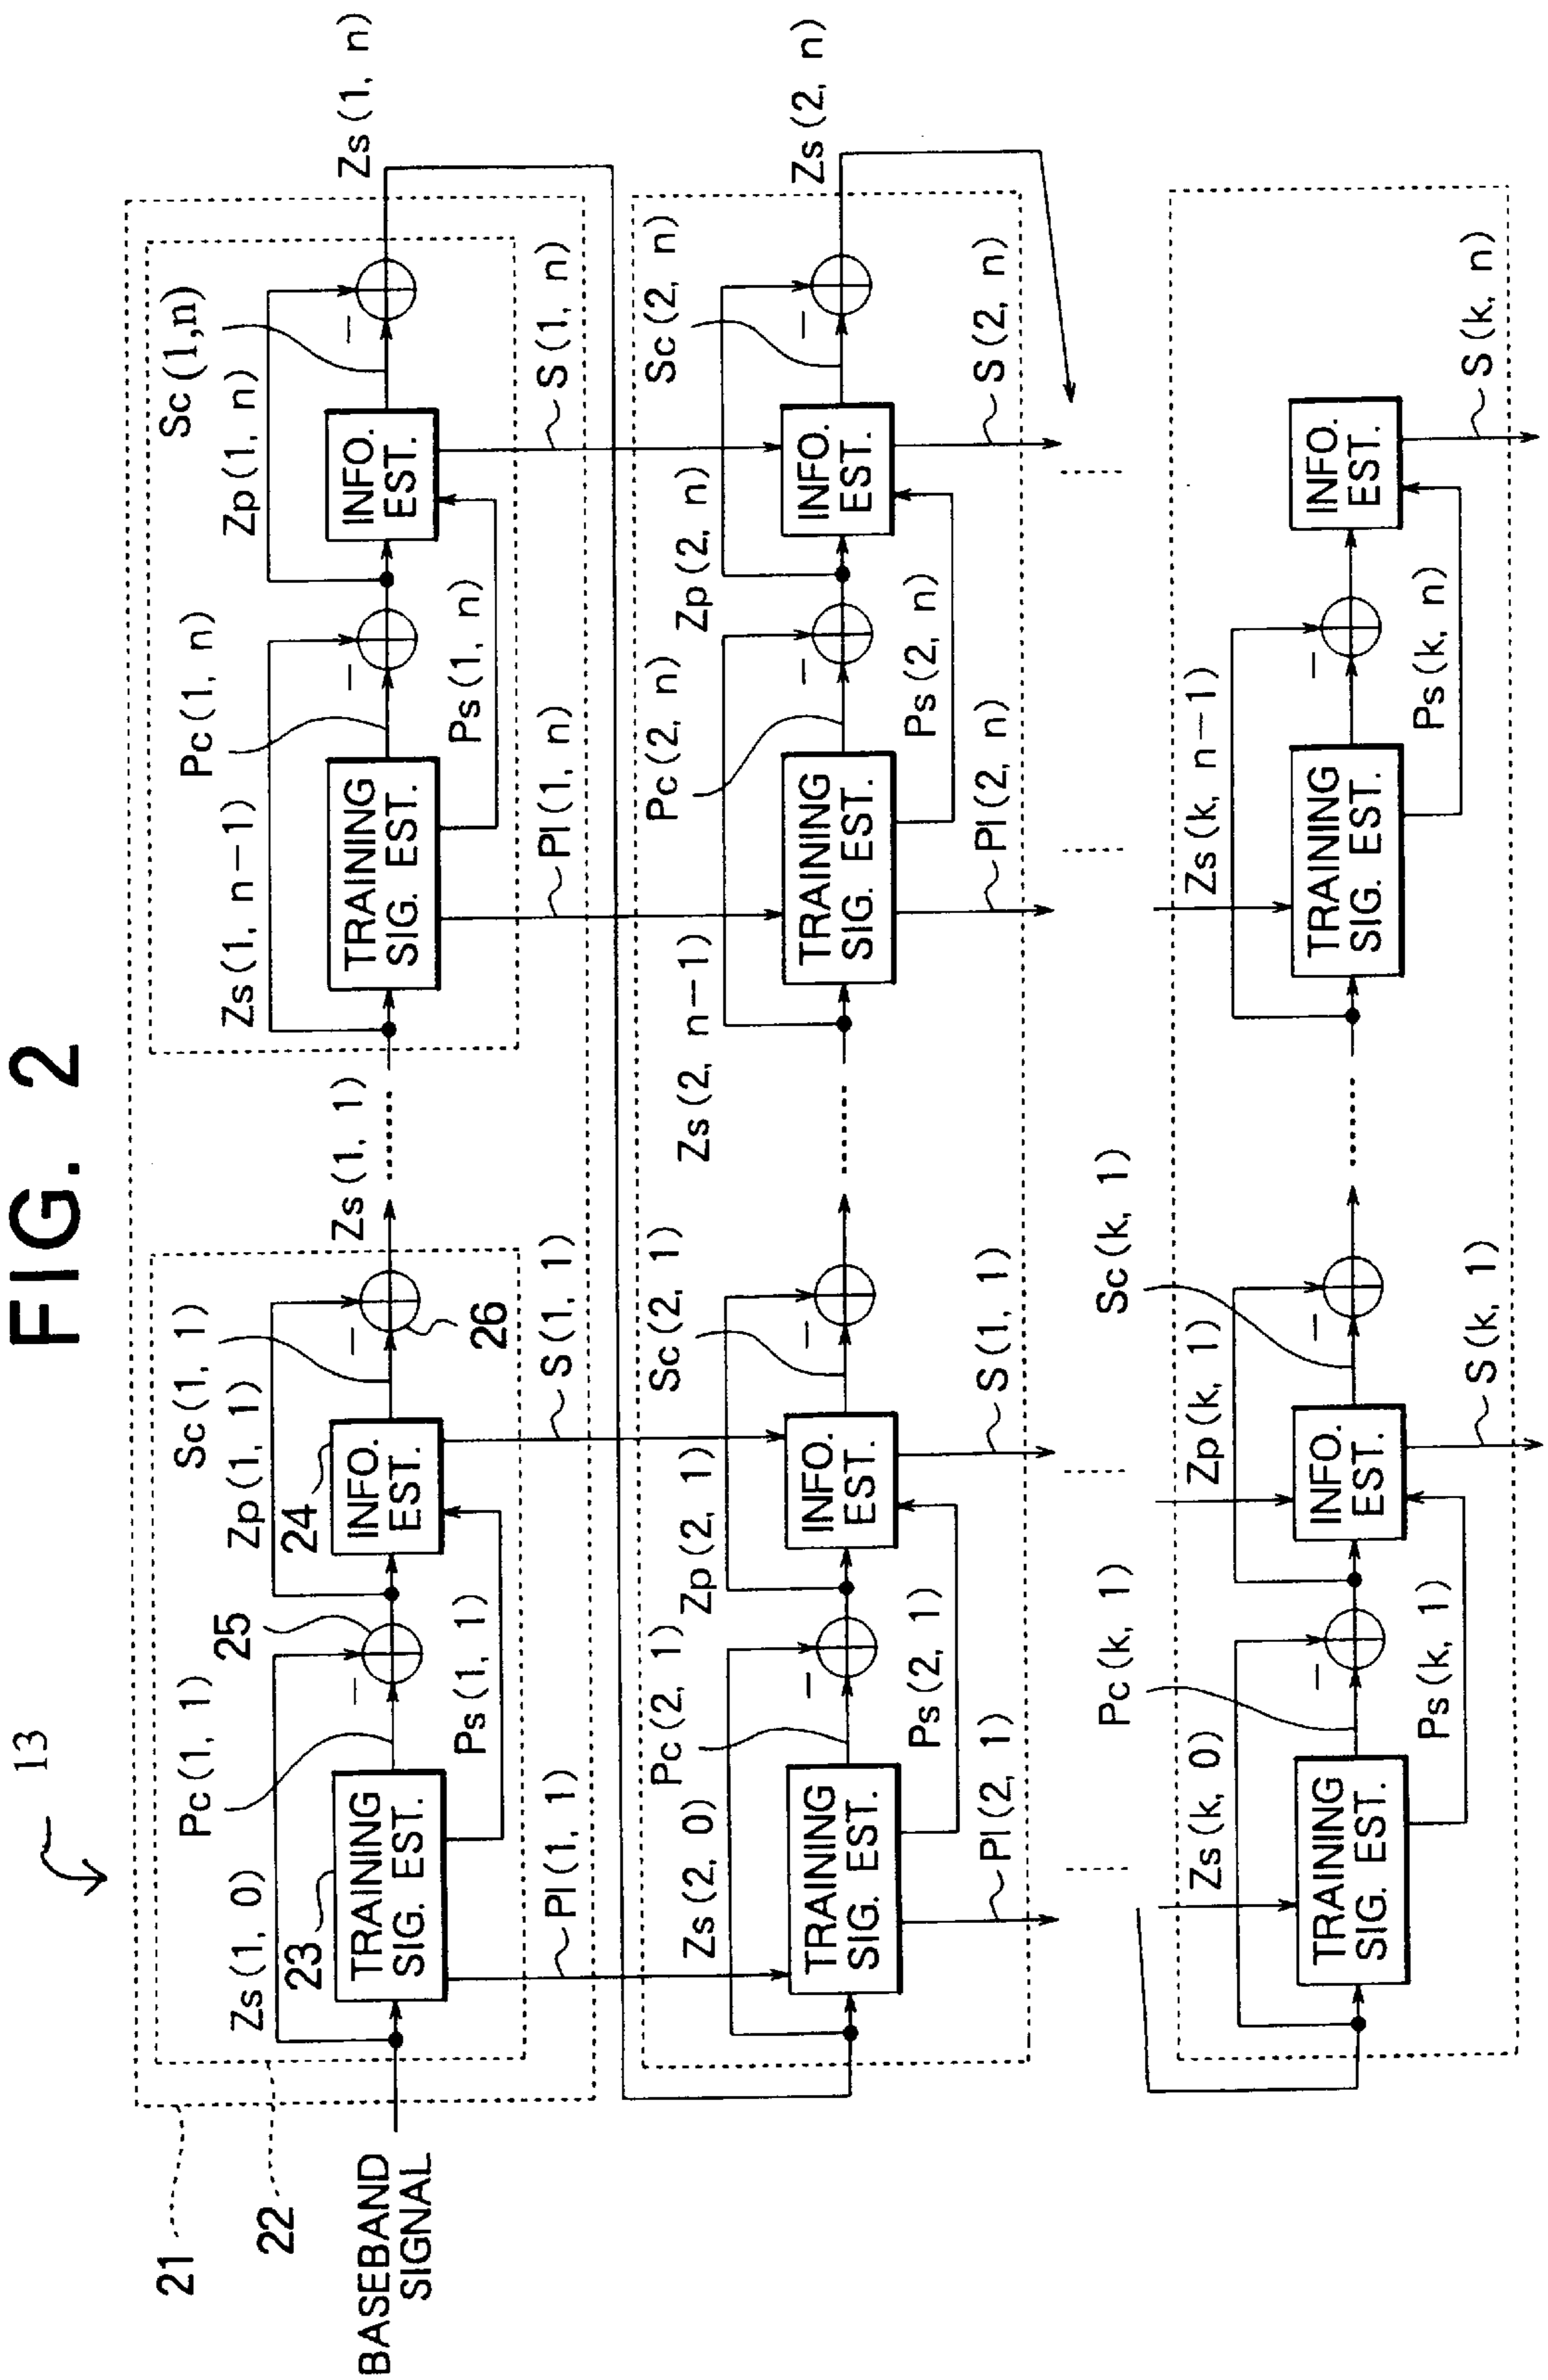 FIG. 2
13
21
22
BASEBAND
SIGNAL
Zs(1, 0)
23
TRAINING
SIG. EST.
Pc(1, 1)
25
Ps(1, 1)
Pl(1, 1)
Zp(1, 1)
24
INFO.
EST.
Sc(1, 1)
26
S(1, 1)
Zs(1, 1)
Zs(1, n-1)
TRAINING
SIG. EST.
Pc(1, n)
Ps(1, n)
Pl(1, n)
Zp(1, n)
INFO.
EST.
Sc(1,n)
S(1, n)
Zs(1, n)
Zs(2, 0)
TRAINING
SIG. EST.
Pc(2, 1)
Ps(2, 1)
Pl(2, 1)
Zp(2, 1)
INFO.
EST.
Sc(2, 1)
S(1, 1)
Zs(2, n-1)
TRAINING
SIG. EST.
Pc(2, n)
Ps(2, n)
Pl(2, n)
Zp(2, n)
INFO.
EST.
Sc(2, n)
S(2, n)
Zs(2, n)
Zs(k, 0)
TRAINING
SIG. EST.
Pc(k, 1)
Ps(k, 1)
Zp(k, 1)
INFO.
EST.
Sc(k, 1)
S(k, 1)
Zs(k, n-1)
TRAINING
SIG. EST.
Ps(k, n)
INFO.
EST.
S(k, n)